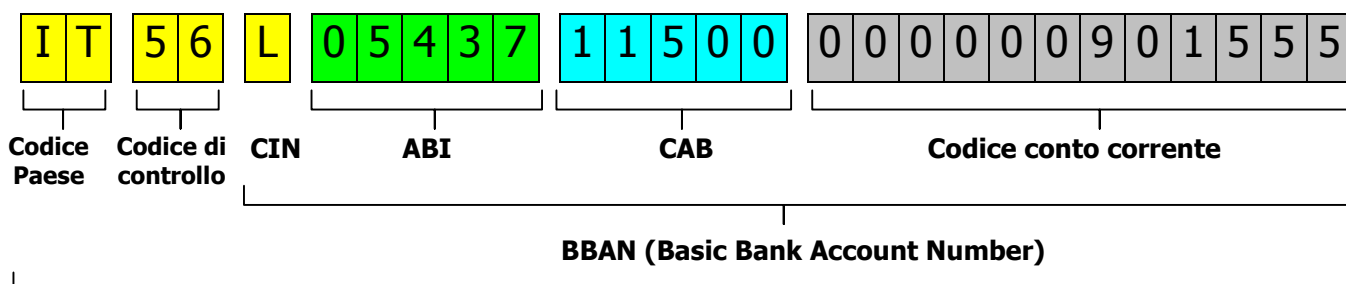 I T 5 6 L 0 5 4 3 7 1 1 5 0 0 0 0 0 0 0 0 9 0 1 5 5 5
Codice Paese Codice di controllo CIN ABI CAB Codice conto corrente
BBAN (Basic Bank Account Number)